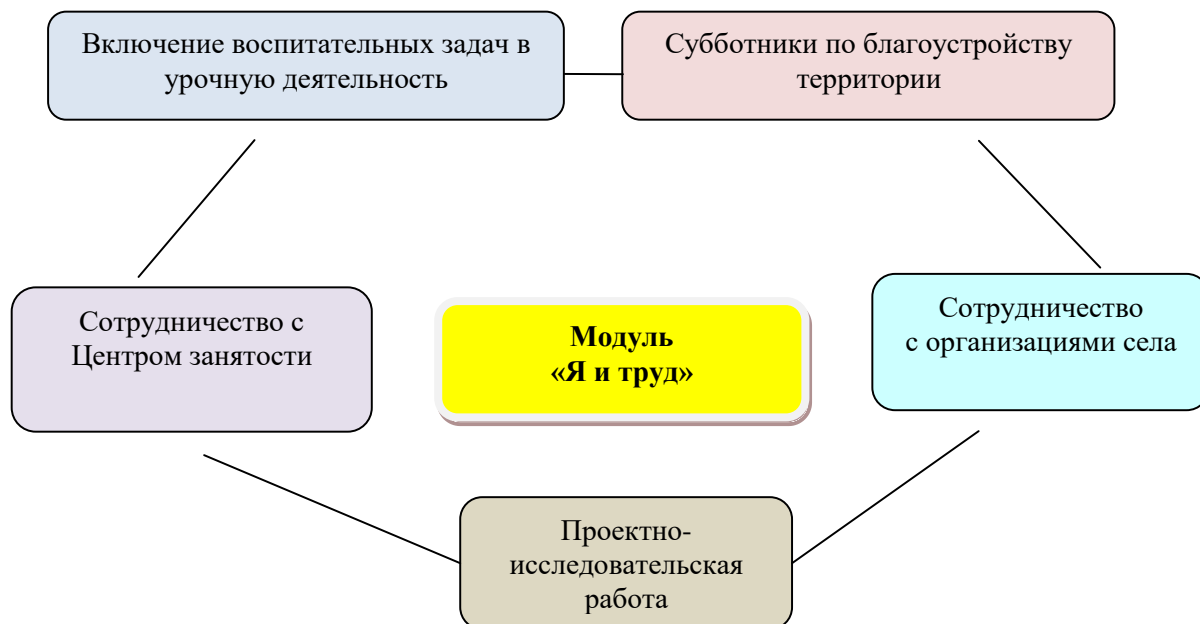 Включение воспитательных задач в
урочную деятельность
Субботники по благоустройству
территории
Сотрудничество с
Центром занятости
Модуль
«Я и труд»
Сотрудничество
с организациями села
Проектно-
исследовательская
работа